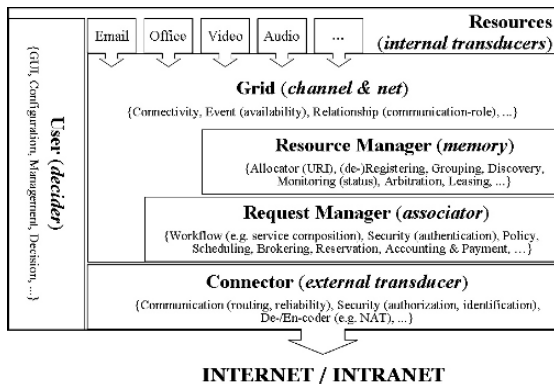 Email Office Video Audio ...
Resources
(internal transducers)
Grid (channel & net)
{Connectivity, Event (availability), Relationship (communication-role), ...}
Resource Manager (memory)
{Allocator (URI), (de-)Registering, Grouping, Discovery,
Monitoring (status), Arbitration, Leasing, ...}
Request Manager (associator)
{Workflow (e.g. service composition), Security (authentication), Policy,
Scheduling, Brokering, Reservation, Accounting & Payment, ...}
Connector (external transducer)
{Communication (routing, reliability), Security (authorization, identification),
De-/En-coder (e.g. NAT), ...}
User (decider)
{GUI, Configuration, Management, Decision, ...}
INTERNET / INTRANET